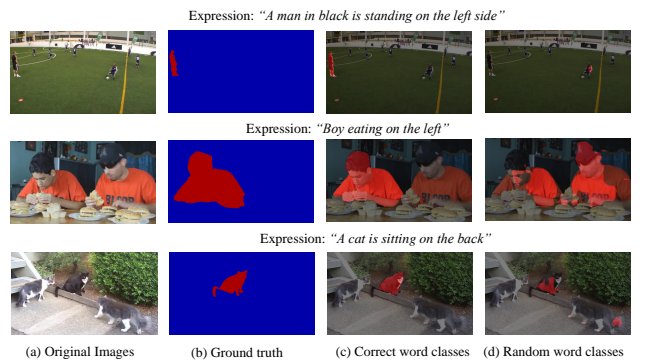 Expression: “A man in black is standing on the left side”
Expression: “Boy eating on the left”
Expression: “A cat is sitting on the back”
(a) Original Images (b) Ground truth (c) Correct word classes (d) Random word classes